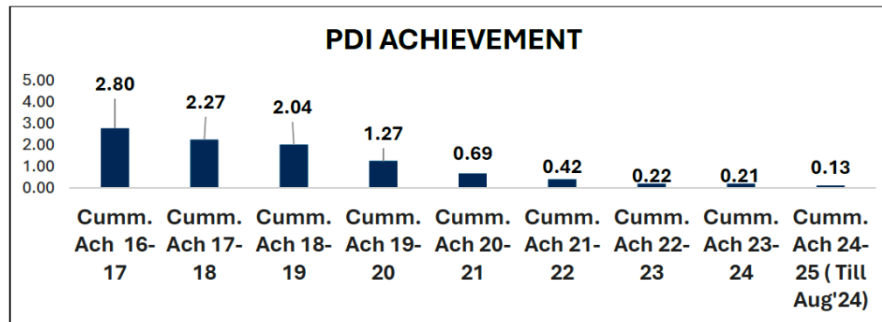 PDI ACHIEVEMENT
5.00
4.00
3.00
2.00
1.00
0.00
2.80
2.27
2.04
1.27
0.69
0.42
0.22
0.21
0.13
Cumm.
Ach 16-
17
Cumm.
Ach 17-
18
Cumm.
Ach 18-
19
Cumm.
Ach 19-
20
Cumm.
Ach 20-
21
Cumm.
Ach 21-
22
Cumm.
Ach 22-
23
Cumm.
Ach 23-
24
Cumm.
Ach 24-
25 ( Till
Aug'24)